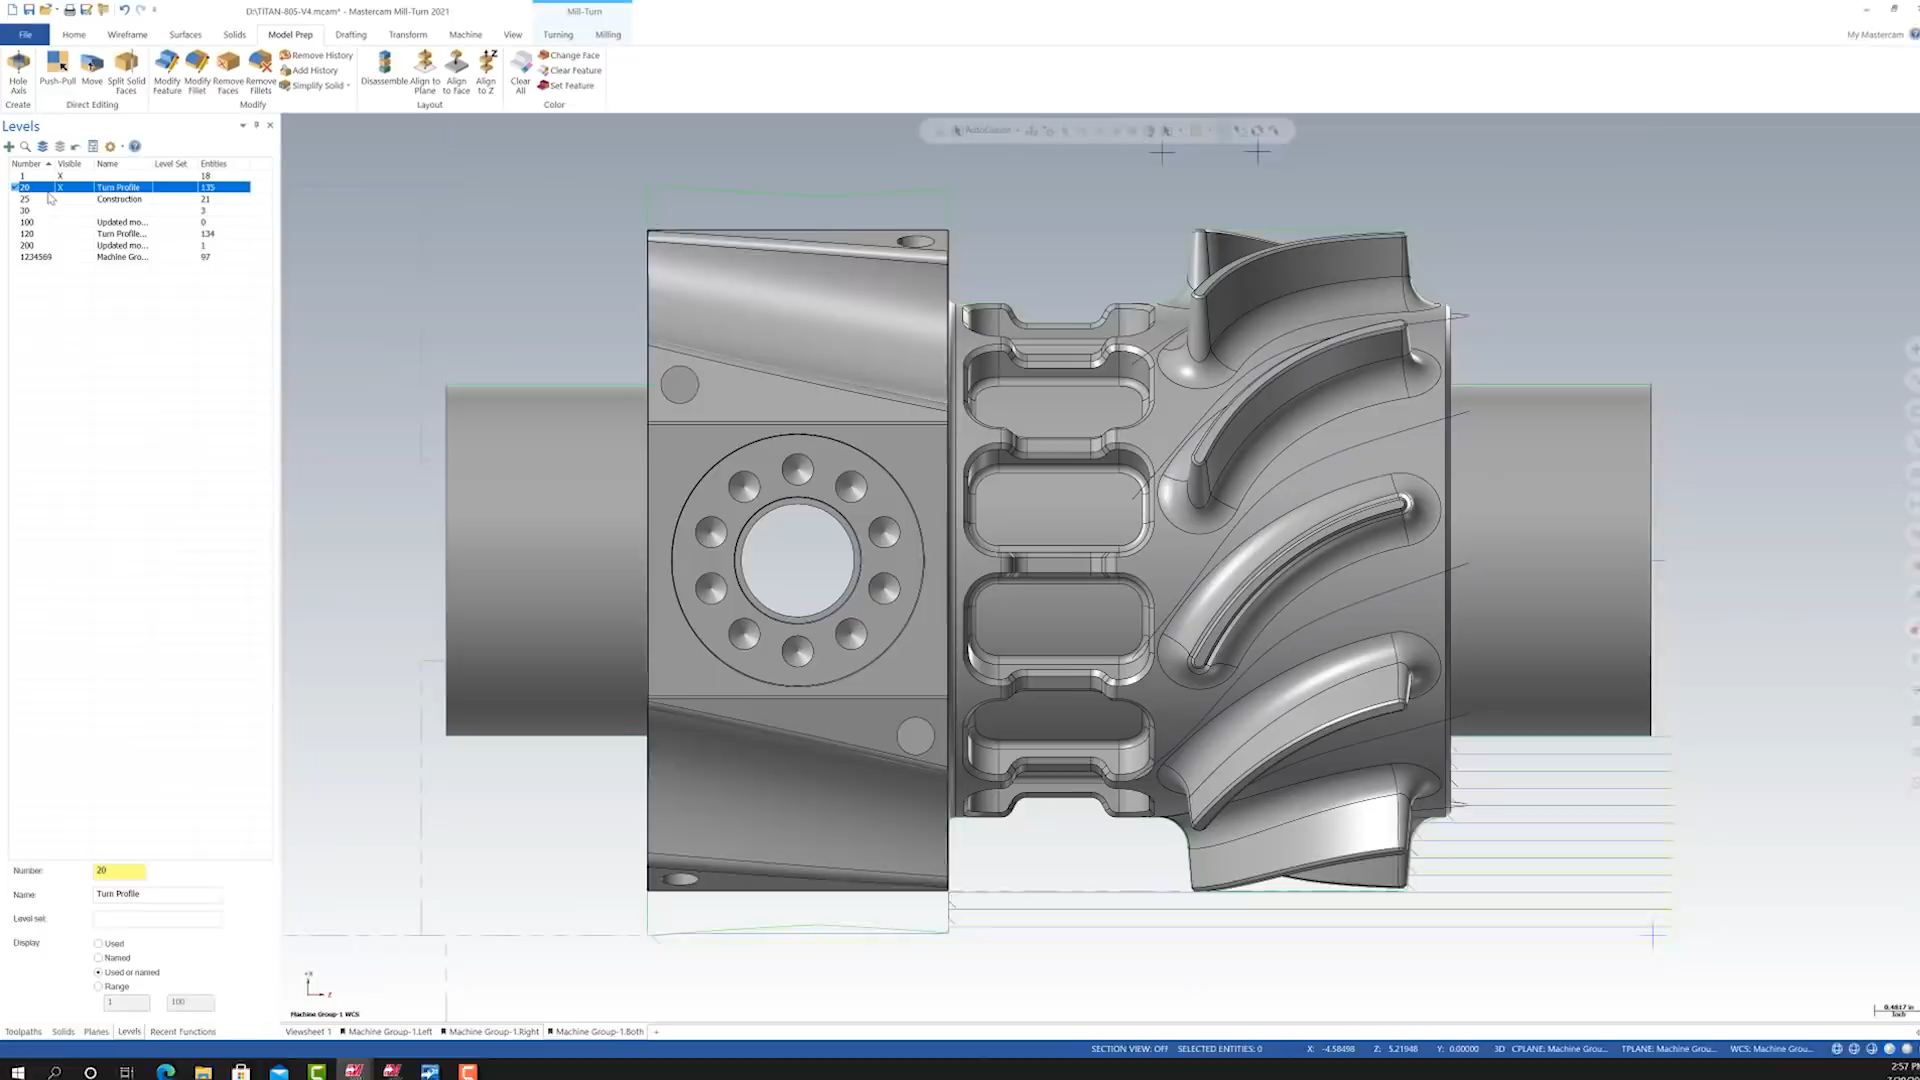 D:\TITAN-805-V4.mcam* - Mastercam Mill-Turn 2021
Mill-Turn
File Home Wireframe Surfaces Solids Model Prep Drafting Transform Machine View Turning Milling
My Mastercam
Hole Axis
Push-Pull
Move
Split Solid Faces
Modify Feature
Modify Fillet
Remove Faces
Remove Fillets
Remove History
Add History
Simplify Solid
Disassemble
Align to Plane
Align to Face
Align to Z
Clear All
Change Face
Clear Feature
Set Feature
Create Direct Editing Modify Layout Color
Levels
AutoCursor
Number Visible Name Level Set Entities
1 X 18
20 X Turn Profile 135
25 Construction 21
30 3
100 Updated mo... 0
120 Turn Profile... 134
200 Updated mo... 1
1234569 Machine Gro... 97
Number: 20
Name: Turn Profile
Level set:
Display Used
Named
Used or named
Range
1 100
Machine Group-1 WCS
0.4817 in
Inch
Toolpaths Solids Planes Levels Recent Functions
Viewsheet 1 Machine Group-1.Left Machine Group-1.Right Machine Group-1.Both +
SECTION VIEW: OFF SELECTED ENTITIES: 0 X: -4.58498 Z: 5.21948 Y: 0.00000 3D CPLANE: Machine Grou... TPLANE: Machine Grou... WCS: Machine Grou...
2:57 P